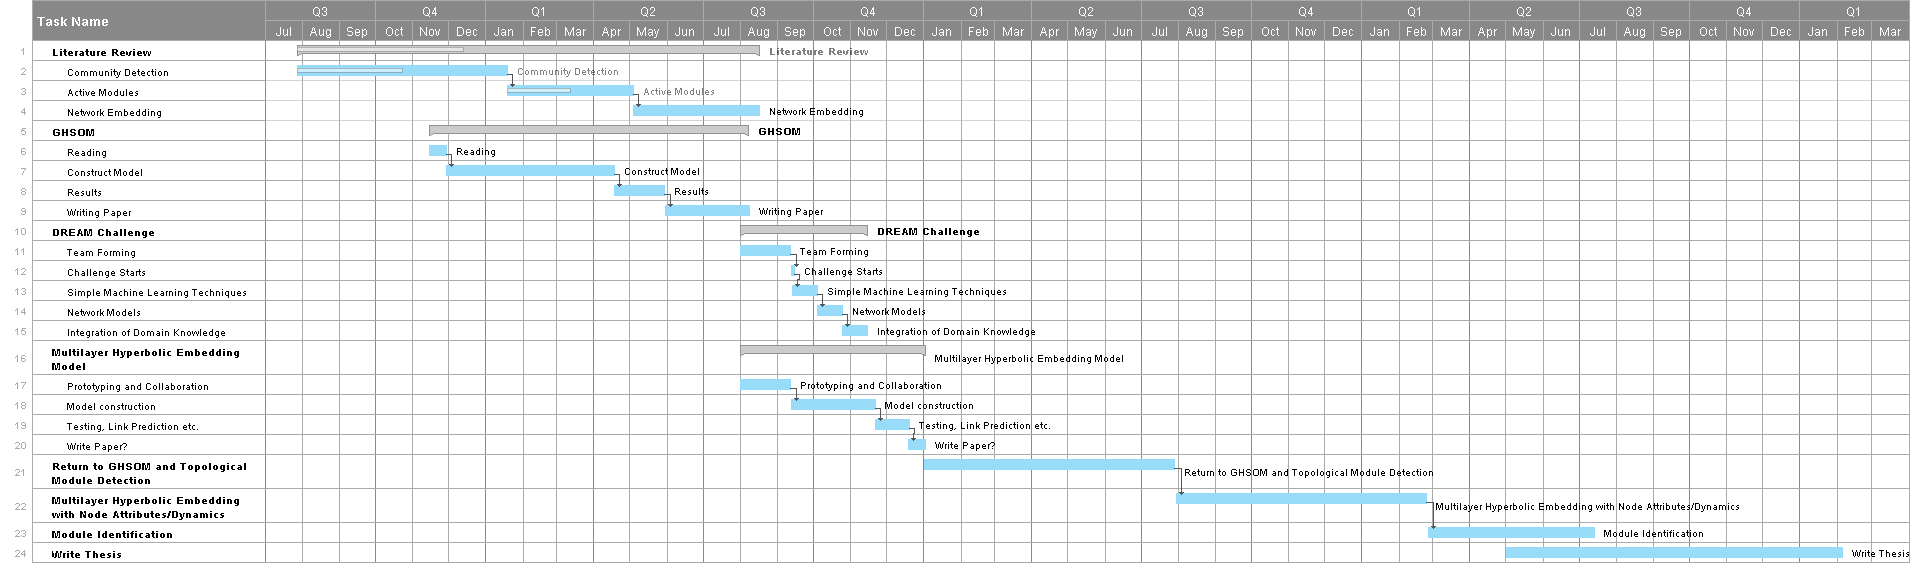 Task Name
Q3 Q4 Q1 Q2 Q3 Q4 Q1 Q2 Q3 Q4 Q1 Q2 Q3 Q4 Q1
Jul Aug Sep Oct Nov Dec Jan Feb Mar Apr May Jun Jul Aug Sep Oct Nov Dec Jan Feb Mar Apr May Jun Jul Aug Sep Oct Nov Dec Jan Feb Mar Apr May Jun Jul Aug Sep Oct Nov Dec Jan Feb Mar
1 Literature Review Literature Review
2 Community Detection Community Detection
3 Active Modules Active Modules
4 Network Embedding Network Embedding
5 GHSOM GHSOM
6 Reading Reading
7 Construct Model Construct Model
8 Results Results
9 Writing Paper Writing Paper
10 DREAM Challenge DREAM Challenge
11 Team Forming Team Forming
12 Challenge Starts Challenge Starts
13 Simple Machine Learning Techniques Simple Machine Learning Techniques
14 Network Models Network Models
15 Integration of Domain Knowledge Integration of Domain Knowledge
16 Multilayer Hyperbolic Embedding
Model Multilayer Hyperbolic Embedding Model
17 Prototyping and Collaboration Prototyping and Collaboration
18 Model construction Model construction
19 Testing, Link Prediction etc. Testing, Link Prediction etc.
20 Write Paper? Write Paper?
21 Return to GHSOM and Topological
Module Detection Return to GHSOM and Topological Module Detection
22 Multilayer Hyperbolic Embedding
with Node Attributes/Dynamics Multilayer Hyperbolic Embedding with Node Attributes/Dynamics
23 Module Identification Module Identification
24 Write Thesis Write Thesis